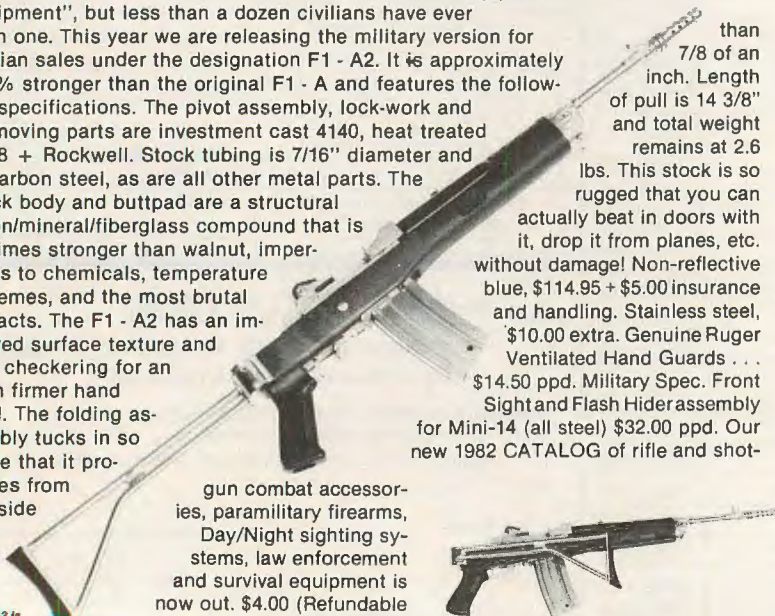 ipment", but less than a dozen civilians have ever
n one. This year we are releasing the military version for
ian sales under the designation F1 - A2. It is approximately
% stronger than the original F1 - A and features the follow-
specifications. The pivot assembly, lock-work and
noving parts are investment cast 4140, heat treated
8 + Rockwell. Stock tubing is 7/16" diameter and
arbon steel, as are all other metal parts. The
ck body and buttpad are a structural
n/mineral/fiberglass compound that is
imes stronger than walnut, imper-
s to chemicals, temperature
emes, and the most brutal
acts. The F1 - A2 has an im-
ed surface texture and
checkering for an
n firmer hand
. The folding as-
bly tucks in so
e that it pro-
es from
side
than
7/8 of an
inch. Length
of pull is 14 3/8"
and total weight
remains at 2.6
lbs. This stock is so
rugged that you can
actually beat in doors with
it, drop it from planes, etc.
without damage! Non-reflective
blue, $114.95 + $5.00 insurance
and handling. Stainless steel,
$10.00 extra. Genuine Ruger
Ventilated Hand Guards . . .
$14.50 ppd. Military Spec. Front
Sight and Flash Hider assembly
for Mini-14 (all steel) $32.00 ppd. Our
new 1982 CATALOG of rifle and shot-
gun combat accessor-
ies, paramilitary firearms,
Day/Night sighting sy-
stems, law enforcement
and survival equipment is
now out. $4.00 (Refundable